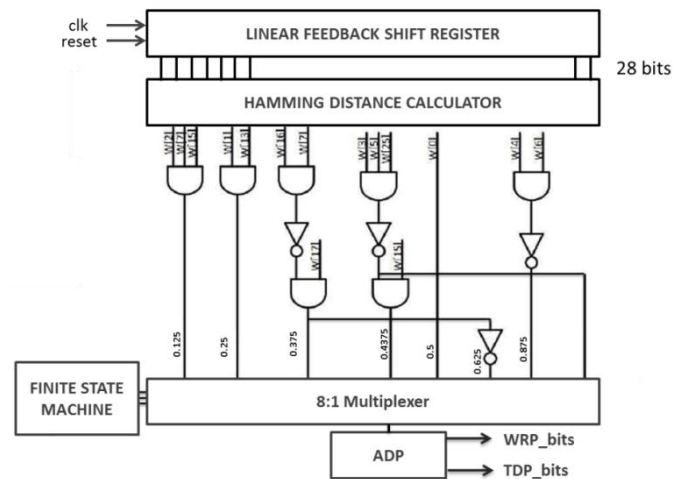 clk
reset
LINEAR FEEDBACK SHIFT REGISTER
28 bits
HAMMING DISTANCE CALCULATOR
W[2]
W[7]
W[15]
W[1]
W[13]
W[16]
W[7]
W[3]
W[5]
W[25]
W[0]
W[4]
W[6]
W[17]
W[15]
0.125
0.25
0.375
0.4375
0.5
0.625
0.875
FINITE STATE
MACHINE
8:1 Multiplexer
ADP
WRP_bits
TDP_bits